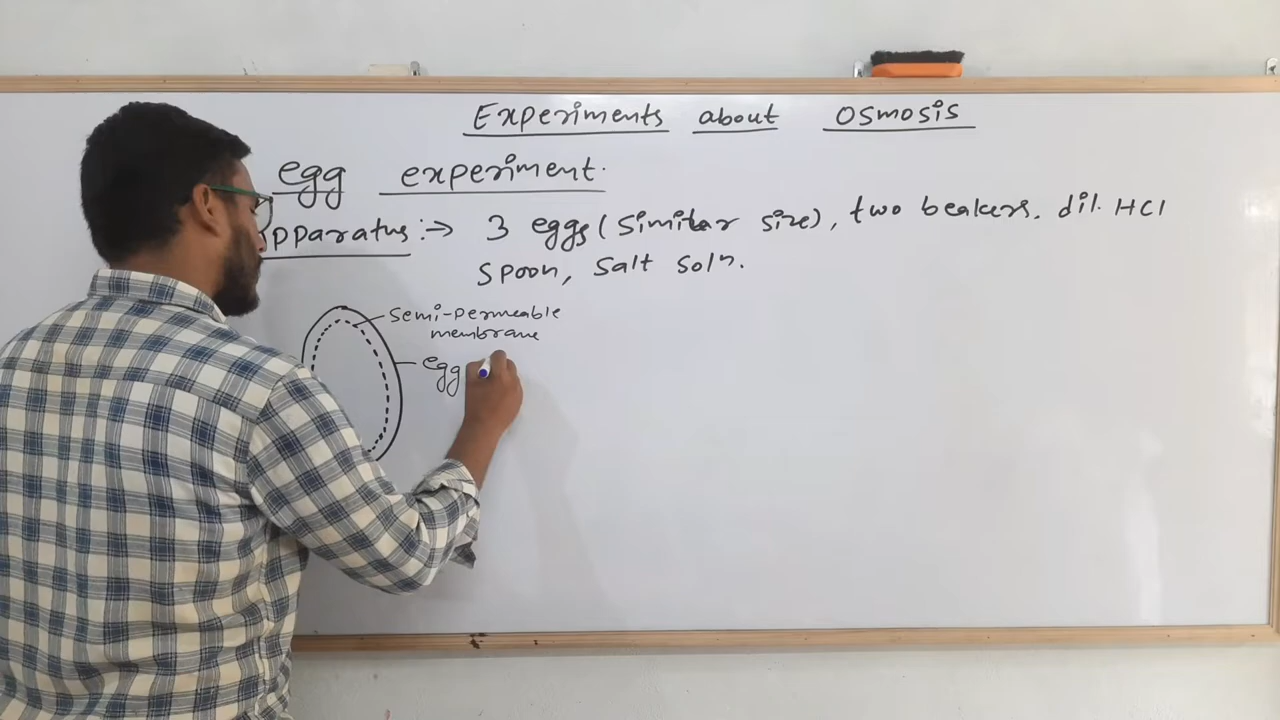 Experiments about Osmosis
egg experiment.
pparatus :→ 3 eggs (Similar size), two beakers. dil. HCl
Spoon, Salt Soln.
Semi-Permeable
membrane
egg